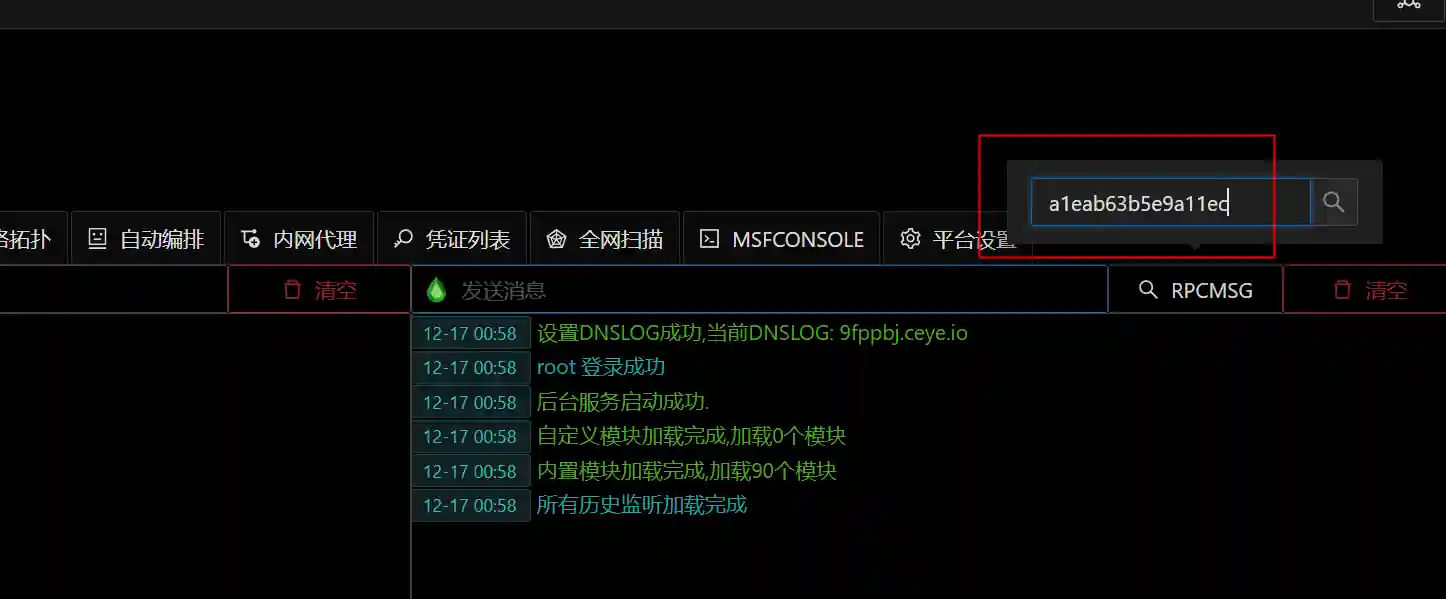 a1eab63b5e9a11ec
络拓扑 自动编排 内网代理 凭证列表 全网扫描 MSFCONSOLE 平台设置
清空 发送消息 RPCMSG 清空
12-17 00:58 设置DNSLOG成功,当前DNSLOG: 9fppbj.ceye.io
12-17 00:58 root 登录成功
12-17 00:58 后台服务启动成功.
12-17 00:58 自定义模块加载完成,加载0个模块
12-17 00:58 内置模块加载完成,加载90个模块
12-17 00:58 所有历史监听加载完成